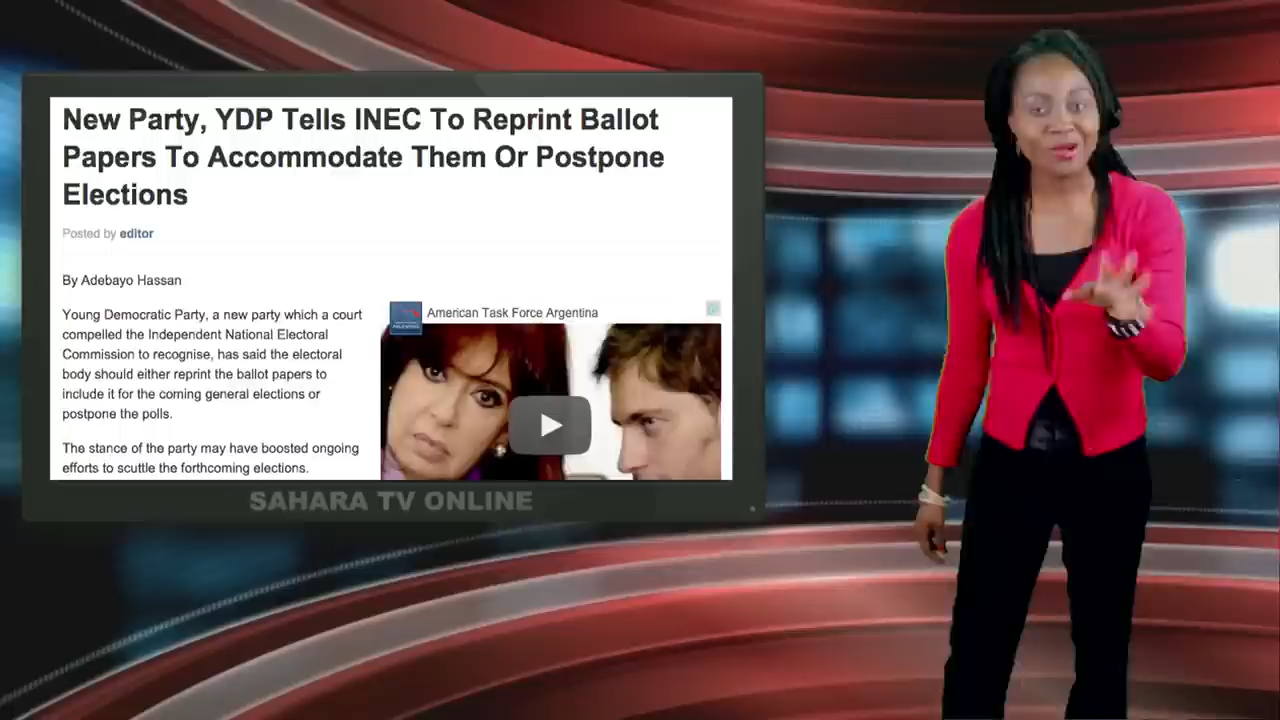 New Party, YDP Tells INEC To Reprint Ballot
Papers To Accommodate Them Or Postpone
Elections
Posted by editor
By Adebayo Hassan
Young Democratic Party, a new party which a court
compelled the Independent National Electoral
Commission to recognise, has said the electoral
body should either reprint the ballot papers to
include it for the coming general elections or
postpone the polls.
The stance of the party may have boosted ongoing
efforts to scuttle the forthcoming elections.
American Task Force Argentina
SAHARA TV ONLINE